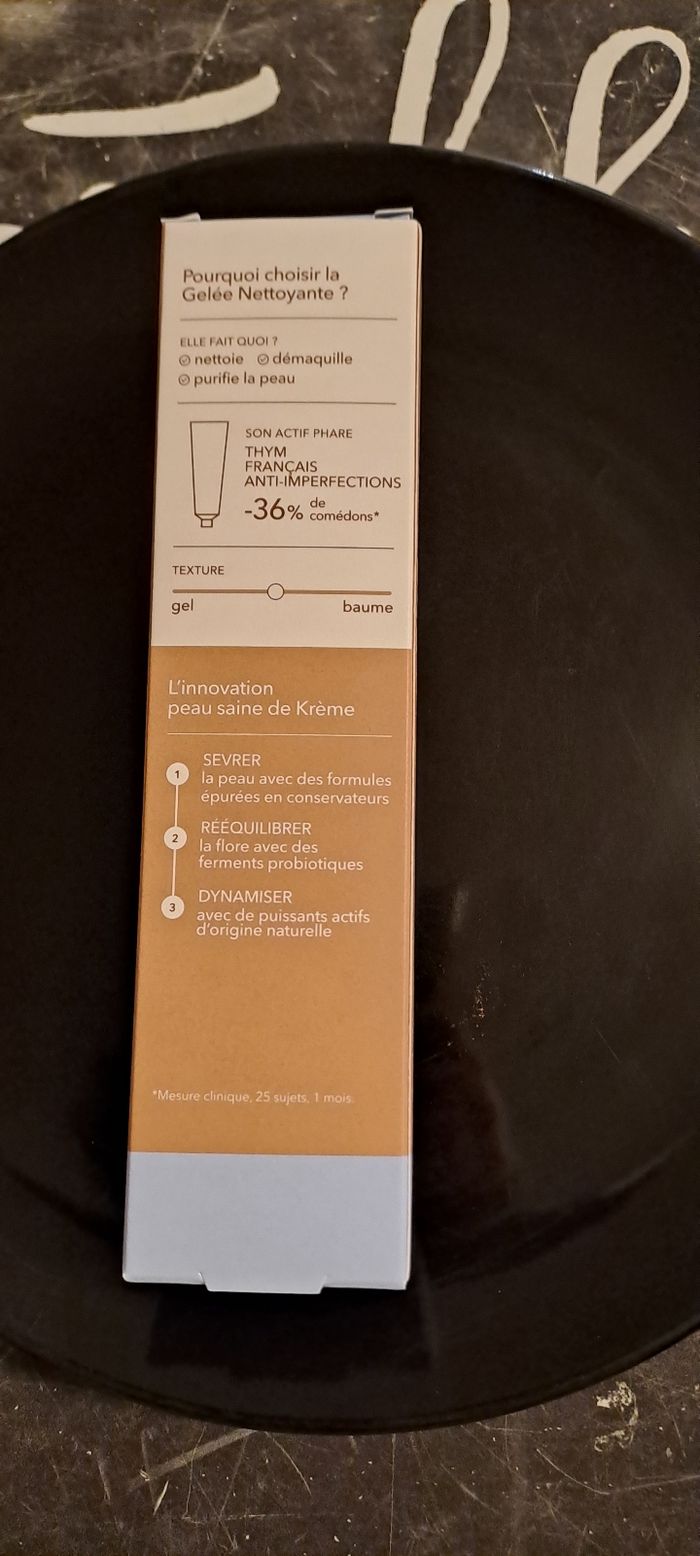 Pourquoi choisir la
Gelée Nettoyante ?
ELLE FAIT QUOI ?
nettoie démaquille
purifie la peau
SON ACTIF PHARE
THYM
FRANÇAIS
ANTI-IMPERFECTIONS
-36% de
comédons*
TEXTURE
gel baume
L'innovation
peau saine de Krème
1 SEVRER
la peau avec des formules
épurées en conservateurs
2 RÉÉQUILIBRER
la flore avec des
ferments probiotiques
3 DYNAMISER
avec de puissants actifs
d'origine naturelle
*Mesure clinique, 25 sujets, 1 mois.